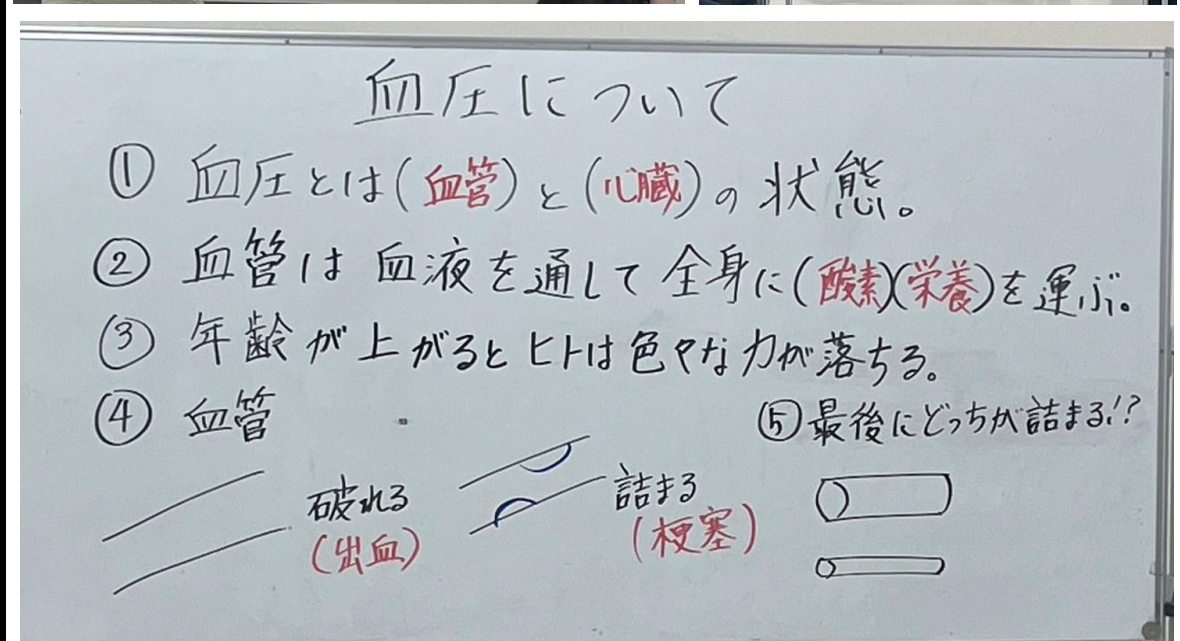 血圧について
① 血圧とは(血管)と(心臓)の状態。
② 血管は血液を通して全身に(酸素)(栄養)を運ぶ。
③ 年齢が上がるとヒトは色々な力が落ちる。
④ 血管
⑤最後にどっちが詰まる!?
破れる
(出血)
詰まる
(梗塞)